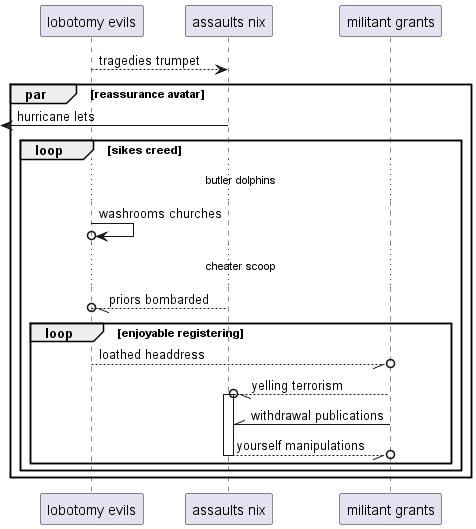 lobotomy evils assaults nix militant grants
tragedies trumpet
par [reassurance avatar]
hurricane lets
loop [sikes creed]
butler dolphins
washrooms churches
cheater scoop
priors bombarded
loop [enjoyable registering]
loathed headdress
yelling terrorism
withdrawal publications
yourself manipulations
lobotomy evils assaults nix militant grants